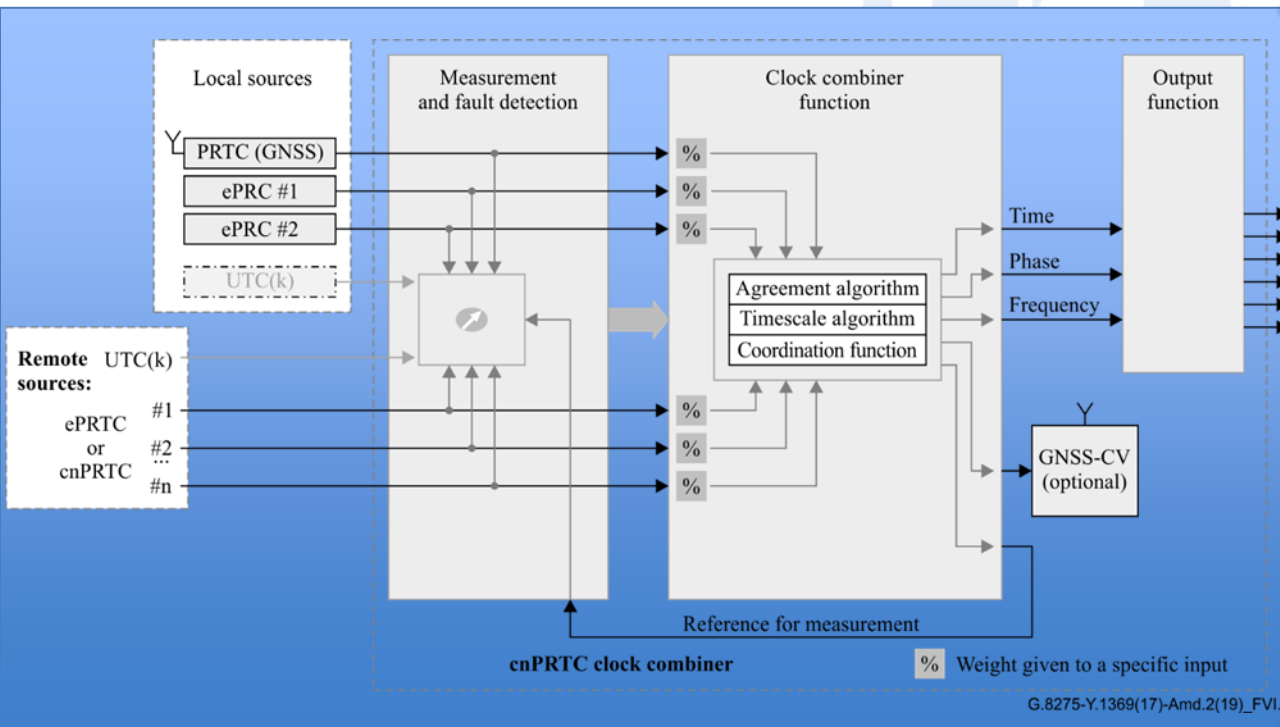 Local sources
PRTC (GNSS)
ePRC #1
ePRC #2
UTC(k)
Remote
sources:
UTC(k)
ePRTC
or
cnPRTC
#1
#2
...
#n
Measurement
and fault detection
Clock combiner
function
%
%
%
Agreement algorithm
Timescale algorithm
Coordination function
%
%
%
Time
Phase
Frequency
Output
function
GNSS-CV
(optional)
Reference for measurement
cnPRTC clock combiner
% Weight given to a specific input
G.8275-Y.1369(17)-Amd.2(19)_FVI.